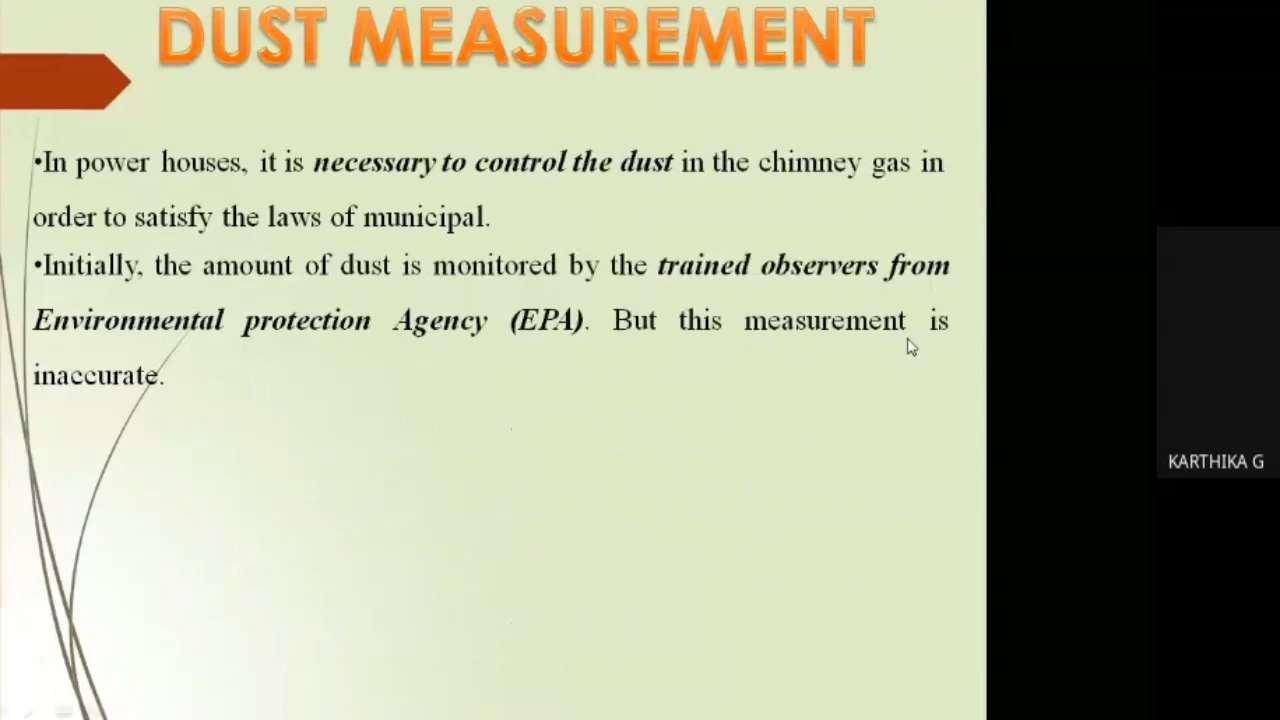 DUST MEASUREMENT
•In power houses, it is necessary to control the dust in the chimney gas in
order to satisfy the laws of municipal.
•Initially, the amount of dust is monitored by the trained observers from
Environmental protection Agency (EPA). But this measurement is
inaccurate.
KARTHIKA G